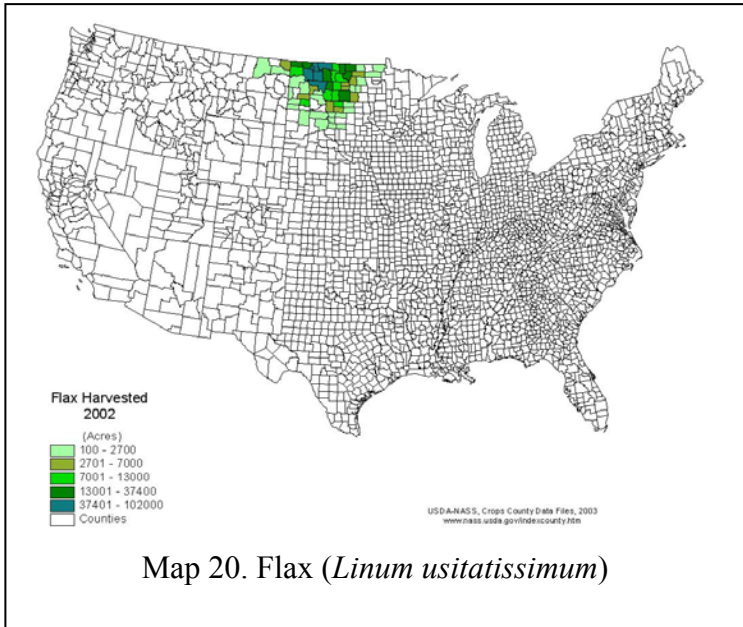 Flax Harvested
2002
(Acres)
100 - 2700
2701 - 7000
7001 - 13000
13001 - 37400
37401 - 102000
Counties
USDA-NASS, Crops County Data Files, 2003
www.nass.usda.gov/indexcounty.htm
Map 20. Flax (Linum usitatissimum)